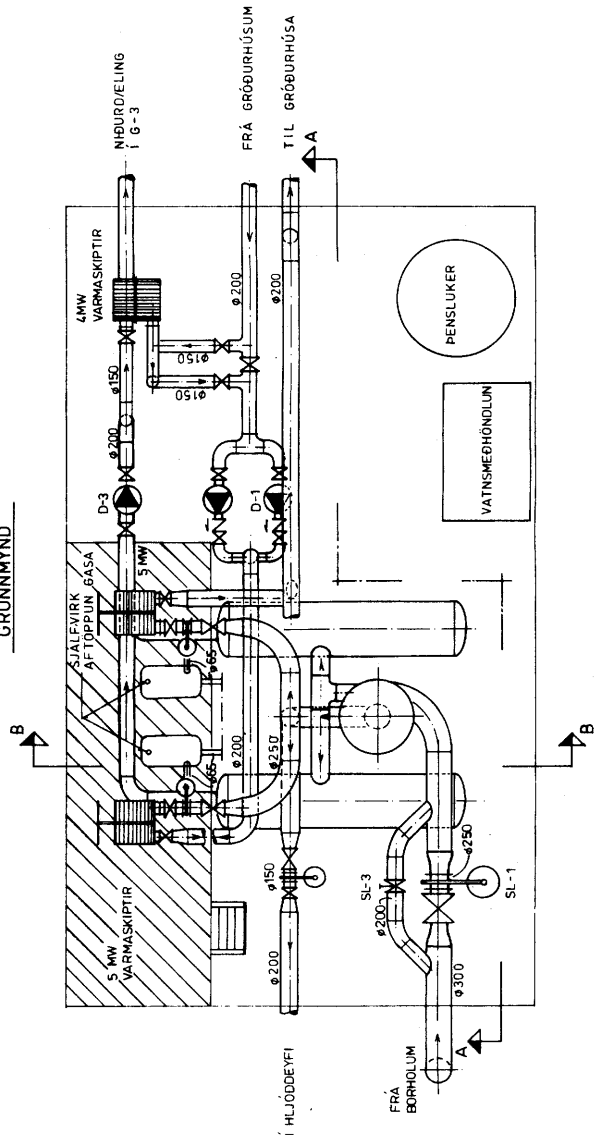 GRUNNMYND
NIÐURDÆLING
Í G-3
FRÁ GRÓÐURHÚSUM
TIL GRÓÐURHÚSA
A
4MW
VARMASKIPTIR
ø150
ø200
D-3
ø200
ø150
ø150
ø200
D-1
ÞENSLUKER
VATNSMEÐHÖNDLUN
5 MW
SJÁLFVIRK
AFTÖPPUN GASA
B
B
ø65
ø65
ø200
ø250
5 MW
VARMASKIPTIR
ø150
ø200
Í HLJÓÐDEYFI
SL-3
ø200
ø250
SL-1
ø300
FRÁ
BORHOLUM
A